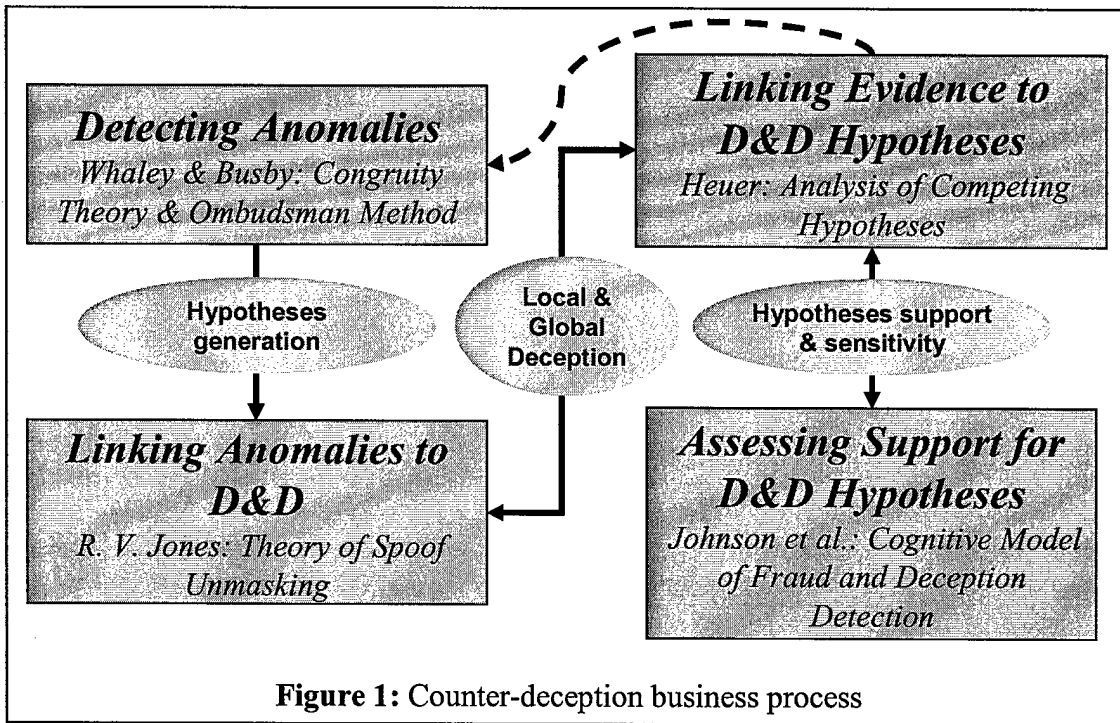 Detecting Anomalies
Whaley & Busby: Congruity
Theory & Ombudsman Method
Linking Evidence to
D&D Hypotheses
Heuer: Analysis of Competing
Hypotheses
Hypotheses
generation
Local &
Global
Deception
Hypotheses support
& sensitivity
Linking Anomalies to
D&D
R. V. Jones: Theory of Spoof
Unmasking
Assessing Support for
D&D Hypotheses
Johnson et al.: Cognitive Model
of Fraud and Deception
Detection
Figure 1: Counter-deception business process